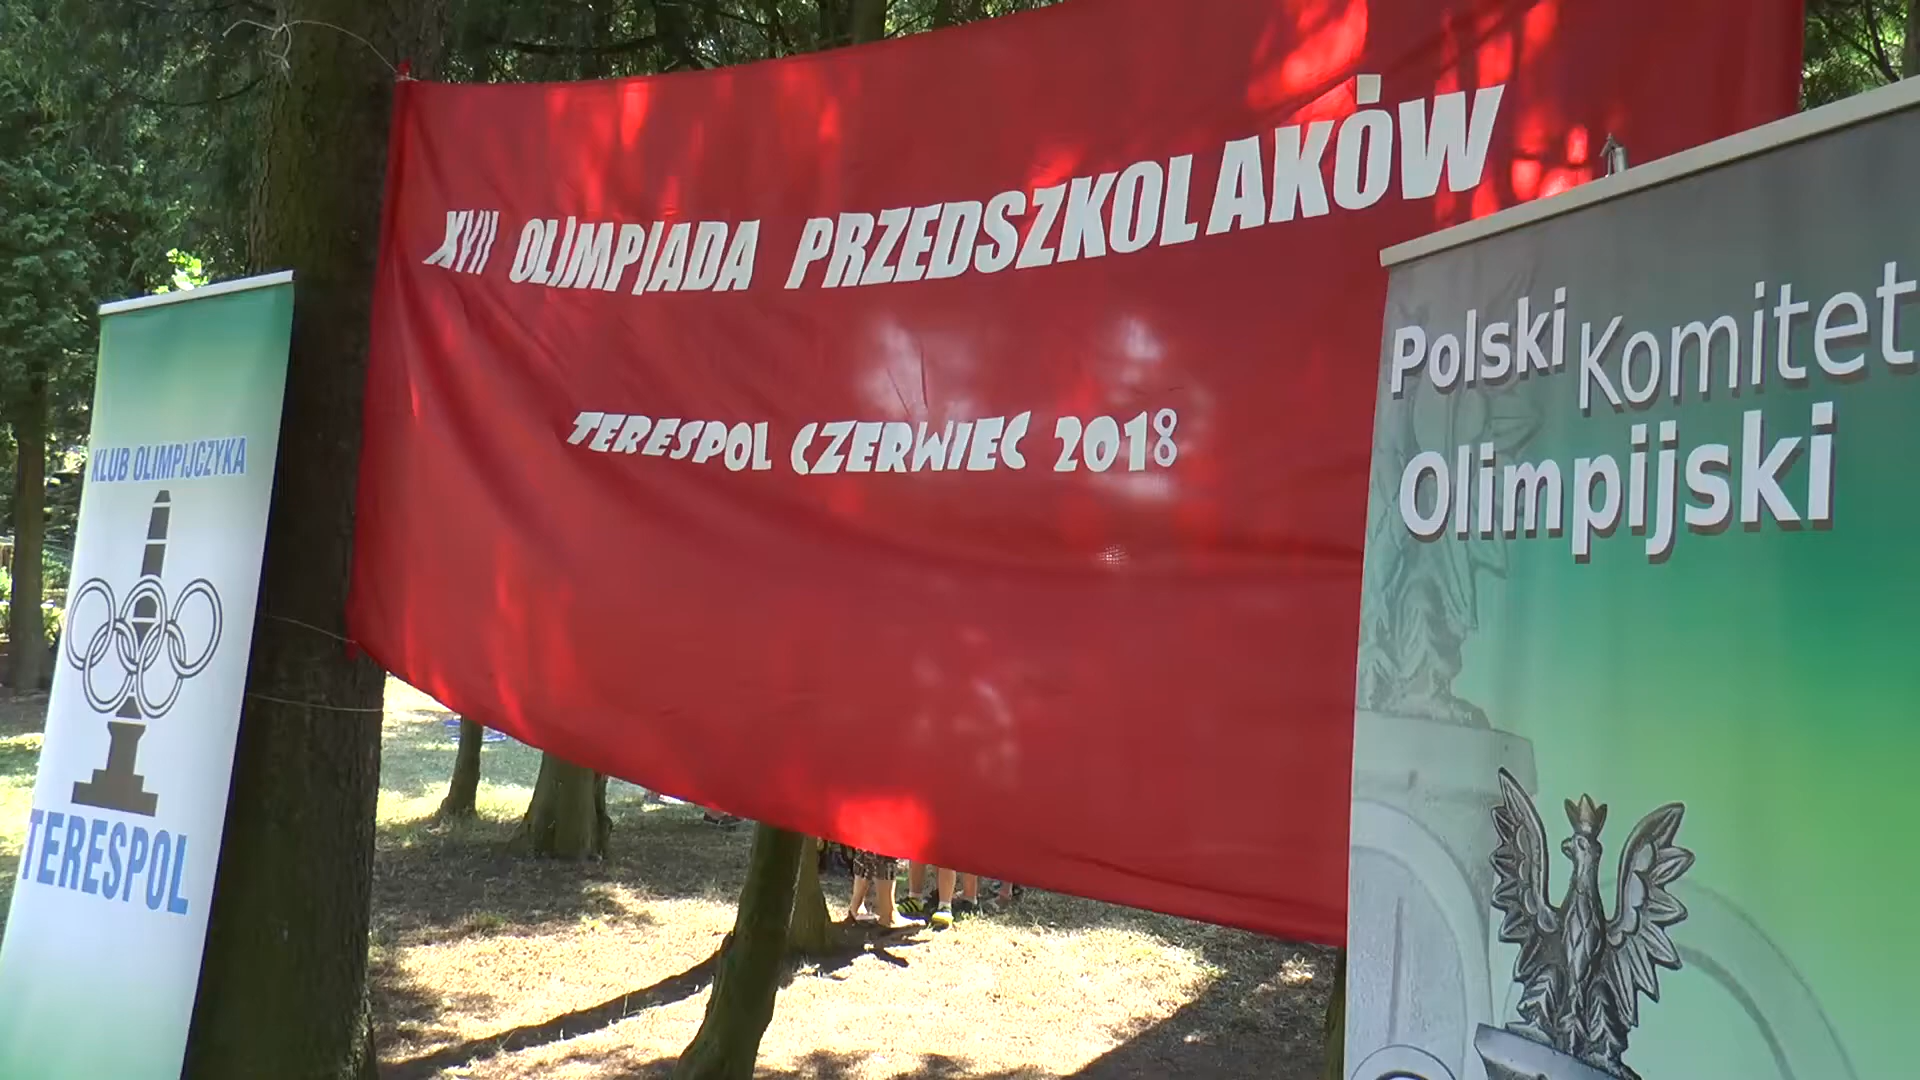 XVII OLIMPIADA PRZEDSZKOLAKÓW
TERESPOL CZERWIEC 2018
KLUB OLIMPIJCZYKA
TERESPOL
Polski Komitet
Olimpijski